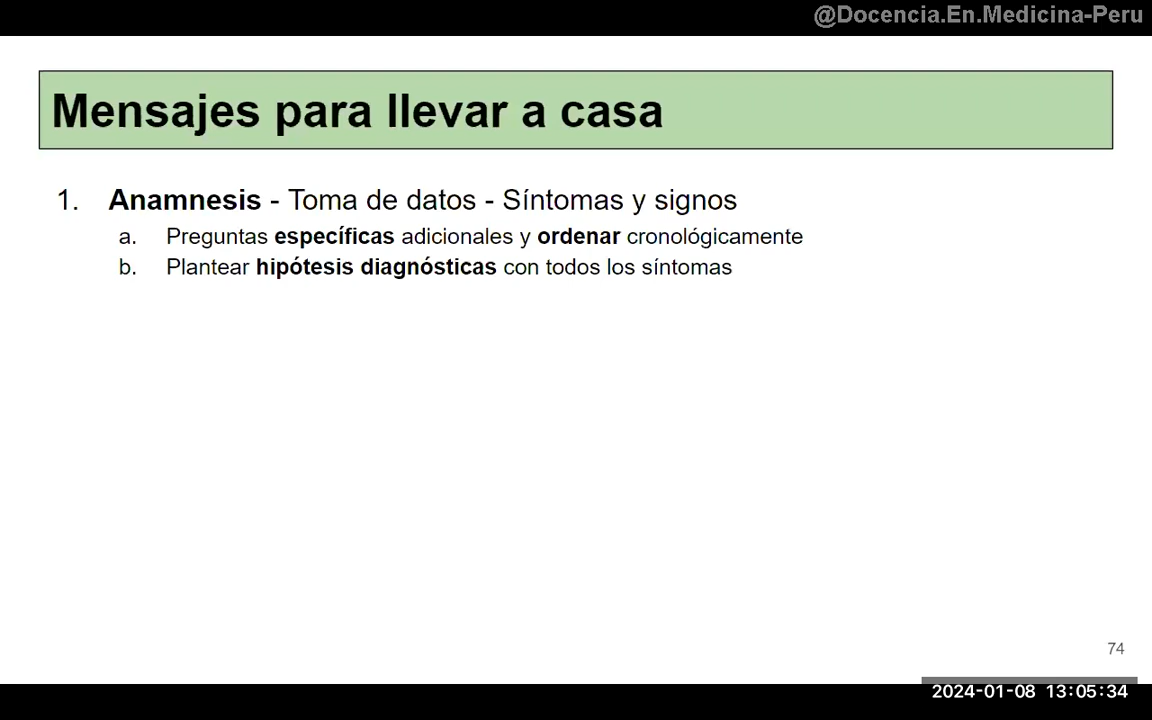 @Docencia.En.Medicina-Peru
Mensajes para llevar a casa
1. Anamnesis - Toma de datos - Síntomas y signos
a. Preguntas específicas adicionales y ordenar cronológicamente
b. Plantear hipótesis diagnósticas con todos los síntomas
74
2024-01-08 13:05:34